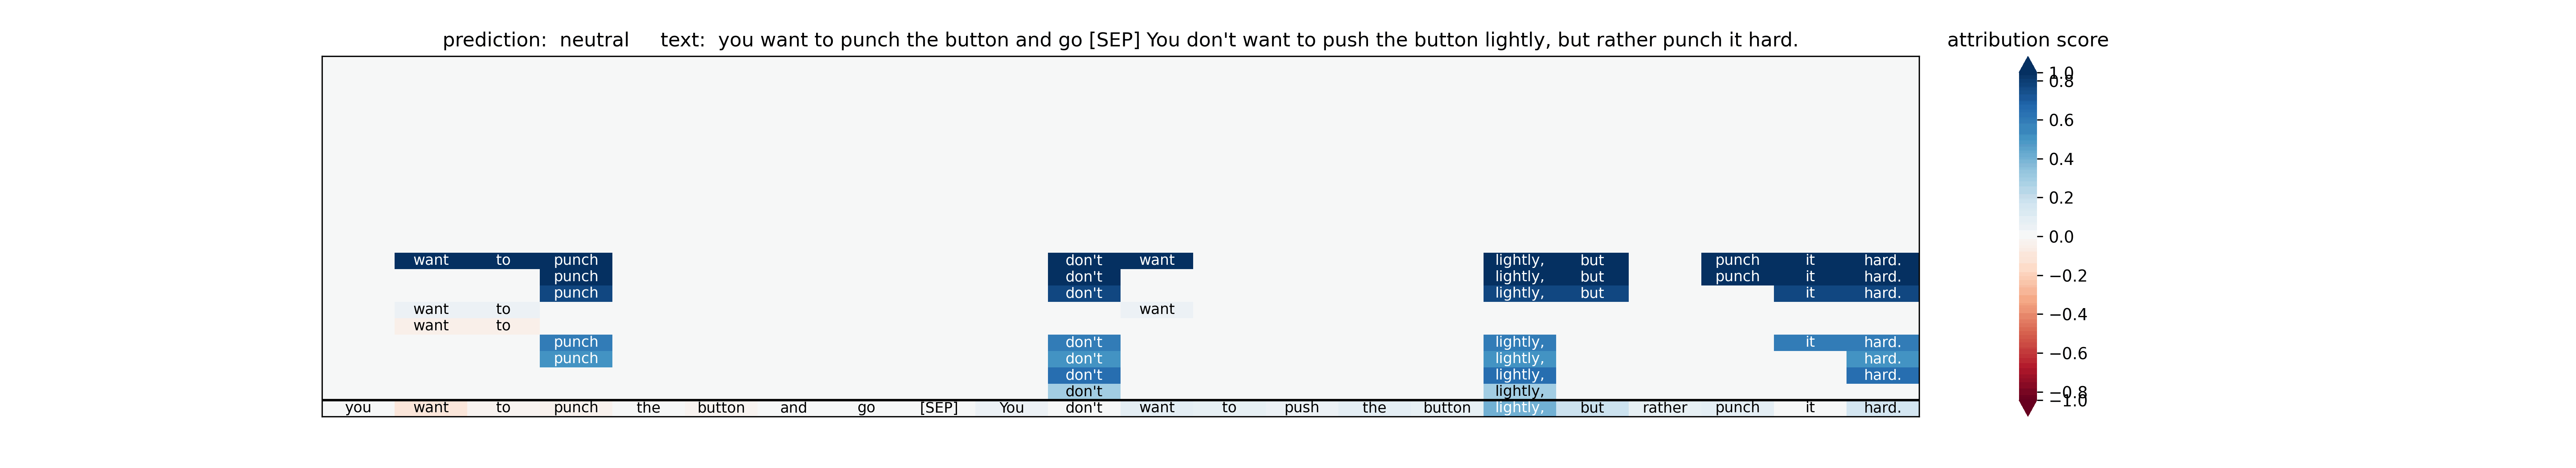 prediction:  neutral     text:  you want to punch the button and go [SEP] You don't want to push the button lightly, but rather punch it hard.
attribution score
want to punch don't want lightly, but punch it hard.
punch don't lightly, but punch it hard.
punch don't lightly, but it hard.
want to want
want to
punch don't lightly, it hard.
punch don't lightly, hard.
don't lightly, hard.
don't lightly,
you want to punch the button and go [SEP] You don't want to push the button lightly, but rather punch it hard.
1.0
0.8
0.6
0.4
0.2
0.0
−0.2
−0.4
−0.6
−0.8
−1.0